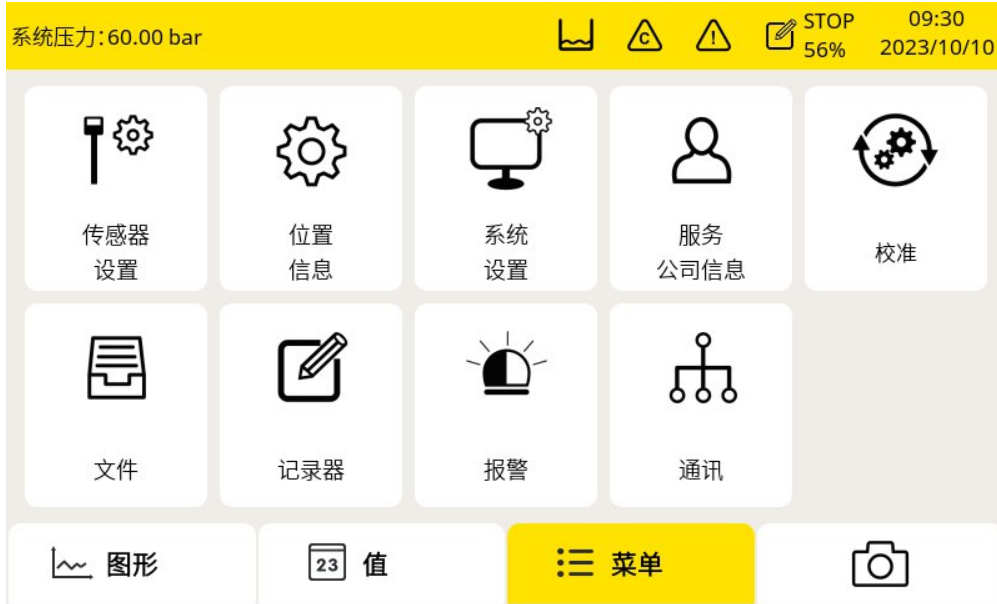 系统压力:60.00 bar
C
!
STOP
56%
09:30
2023/10/10
传感器
设置
位置
信息
系统
设置
服务
公司信息
校准
文件
记录器
报警
通讯
图形
23 值
菜单